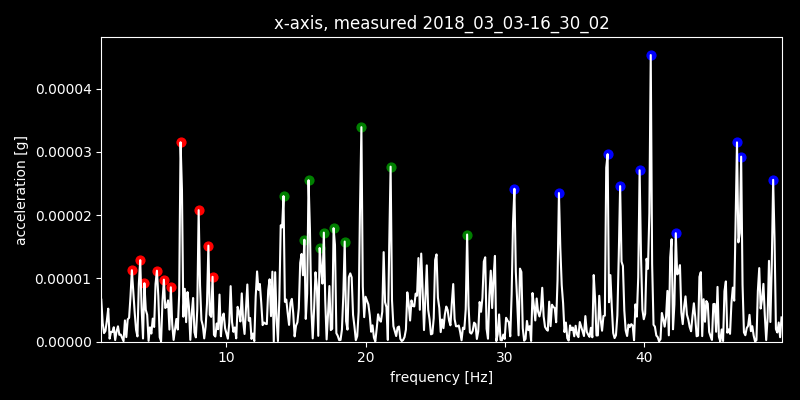 x-axis, measured 2018_03_03-16_30_02
acceleration [g]
0.00004
0.00003
0.00002
0.00001
0.00000
10 20 30 40
frequency [Hz]